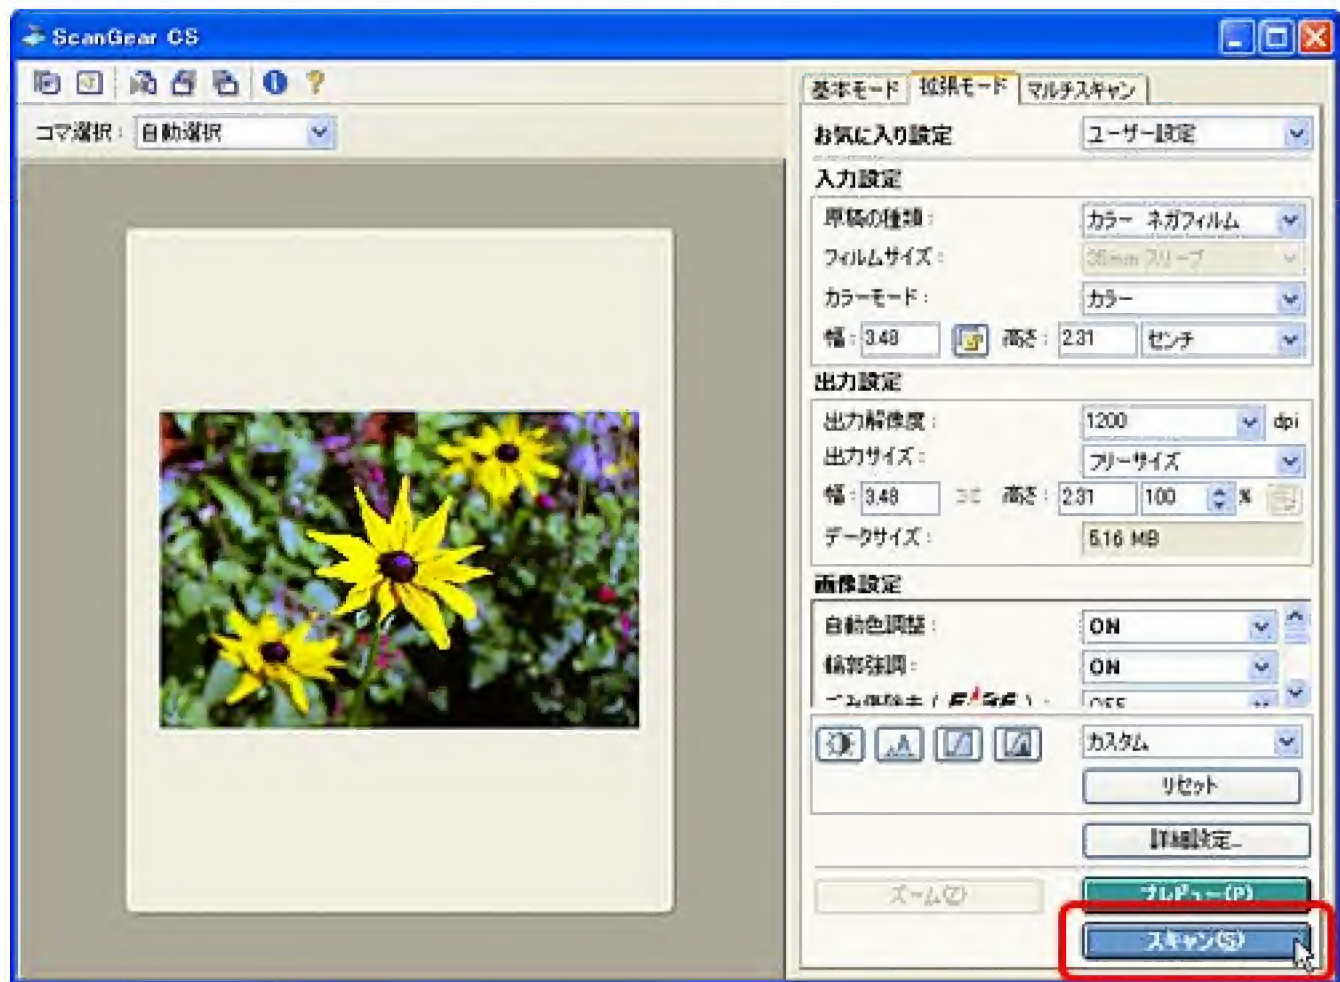 ScanGear CS
基本モード 拡張モード マルチスキャン
コマ選択: 自動選択
お気に入り設定 ユーザー設定
入力設定
原稿の種類: カラー ネガフィルム
フィルムサイズ: 35mm スリーブ
カラーモード: カラー
幅: 3.48 高さ: 2.31 センチ
出力設定
出力解像度: 1200 dpi
出力サイズ: フリーサイズ
幅: 3.48 高さ: 2.31 100 %
データサイズ: 5.16 MB
画像設定
自動色調整: ON
輪郭強調: ON
OFF
カスタム
リセット
詳細設定...
ズーム(Z) プレビュー(P)
スキャン(S)